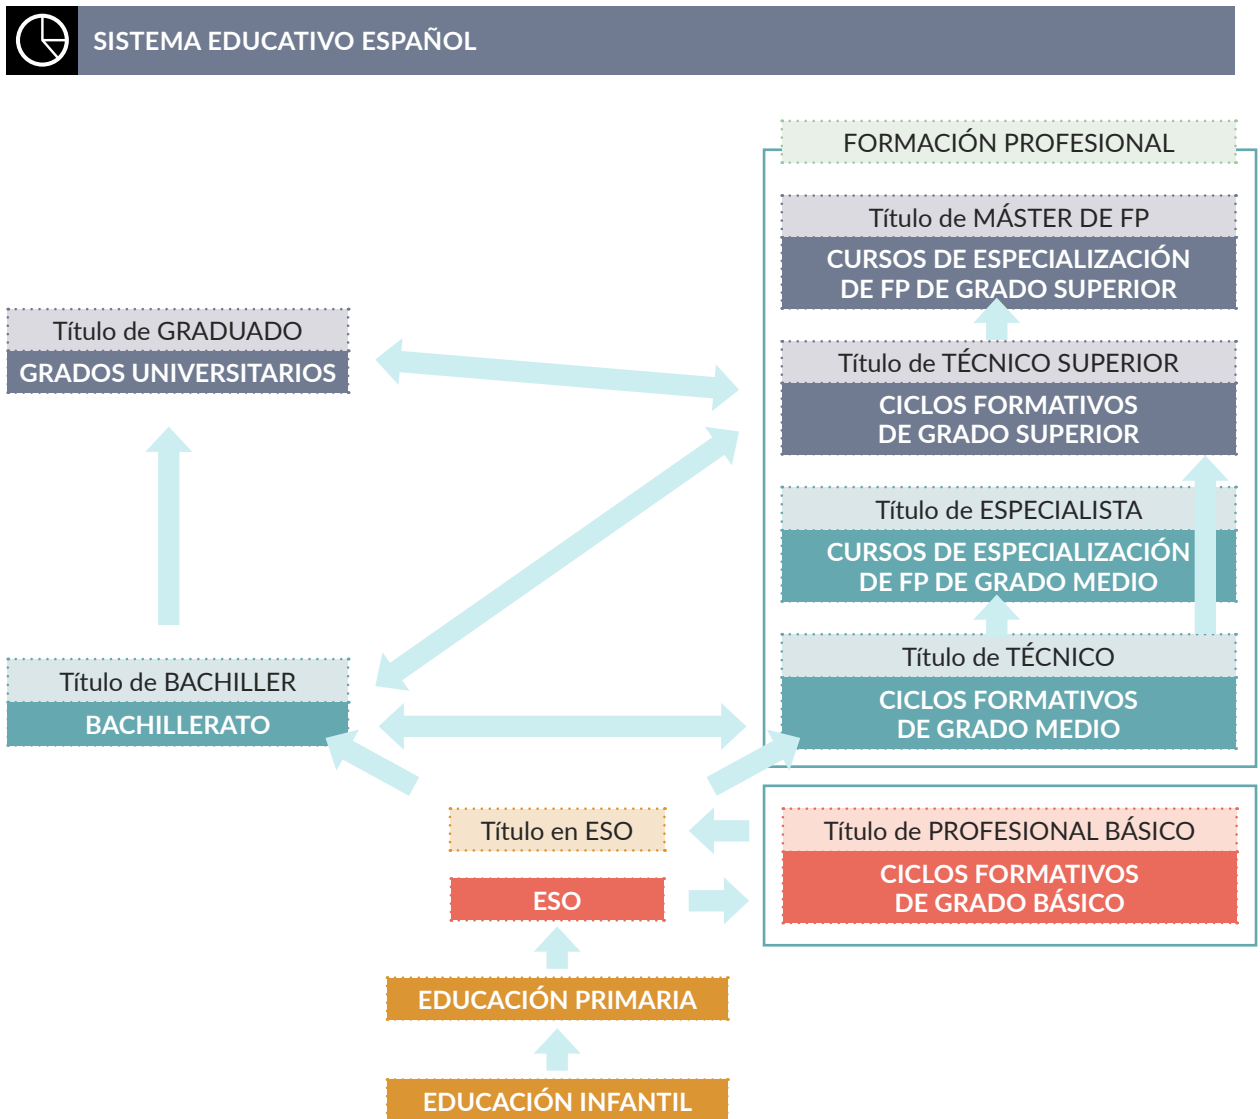 SISTEMA EDUCATIVO ESPAÑOL
FORMACIÓN PROFESIONAL
Título de MÁSTER DE FP
CURSOS DE ESPECIALIZACIÓN
DE FP DE GRADO SUPERIOR
Título de GRADUADO
GRADOS UNIVERSITARIOS
Título de TÉCNICO SUPERIOR
CICLOS FORMATIVOS
DE GRADO SUPERIOR
Título de ESPECIALISTA
CURSOS DE ESPECIALIZACIÓN
DE FP DE GRADO MEDIO
Título de BACHILLER
BACHILLERATO
Título de TÉCNICO
CICLOS FORMATIVOS
DE GRADO MEDIO
Título en ESO
ESO
Título de PROFESIONAL BÁSICO
CICLOS FORMATIVOS
DE GRADO BÁSICO
EDUCACIÓN PRIMARIA
EDUCACIÓN INFANTIL